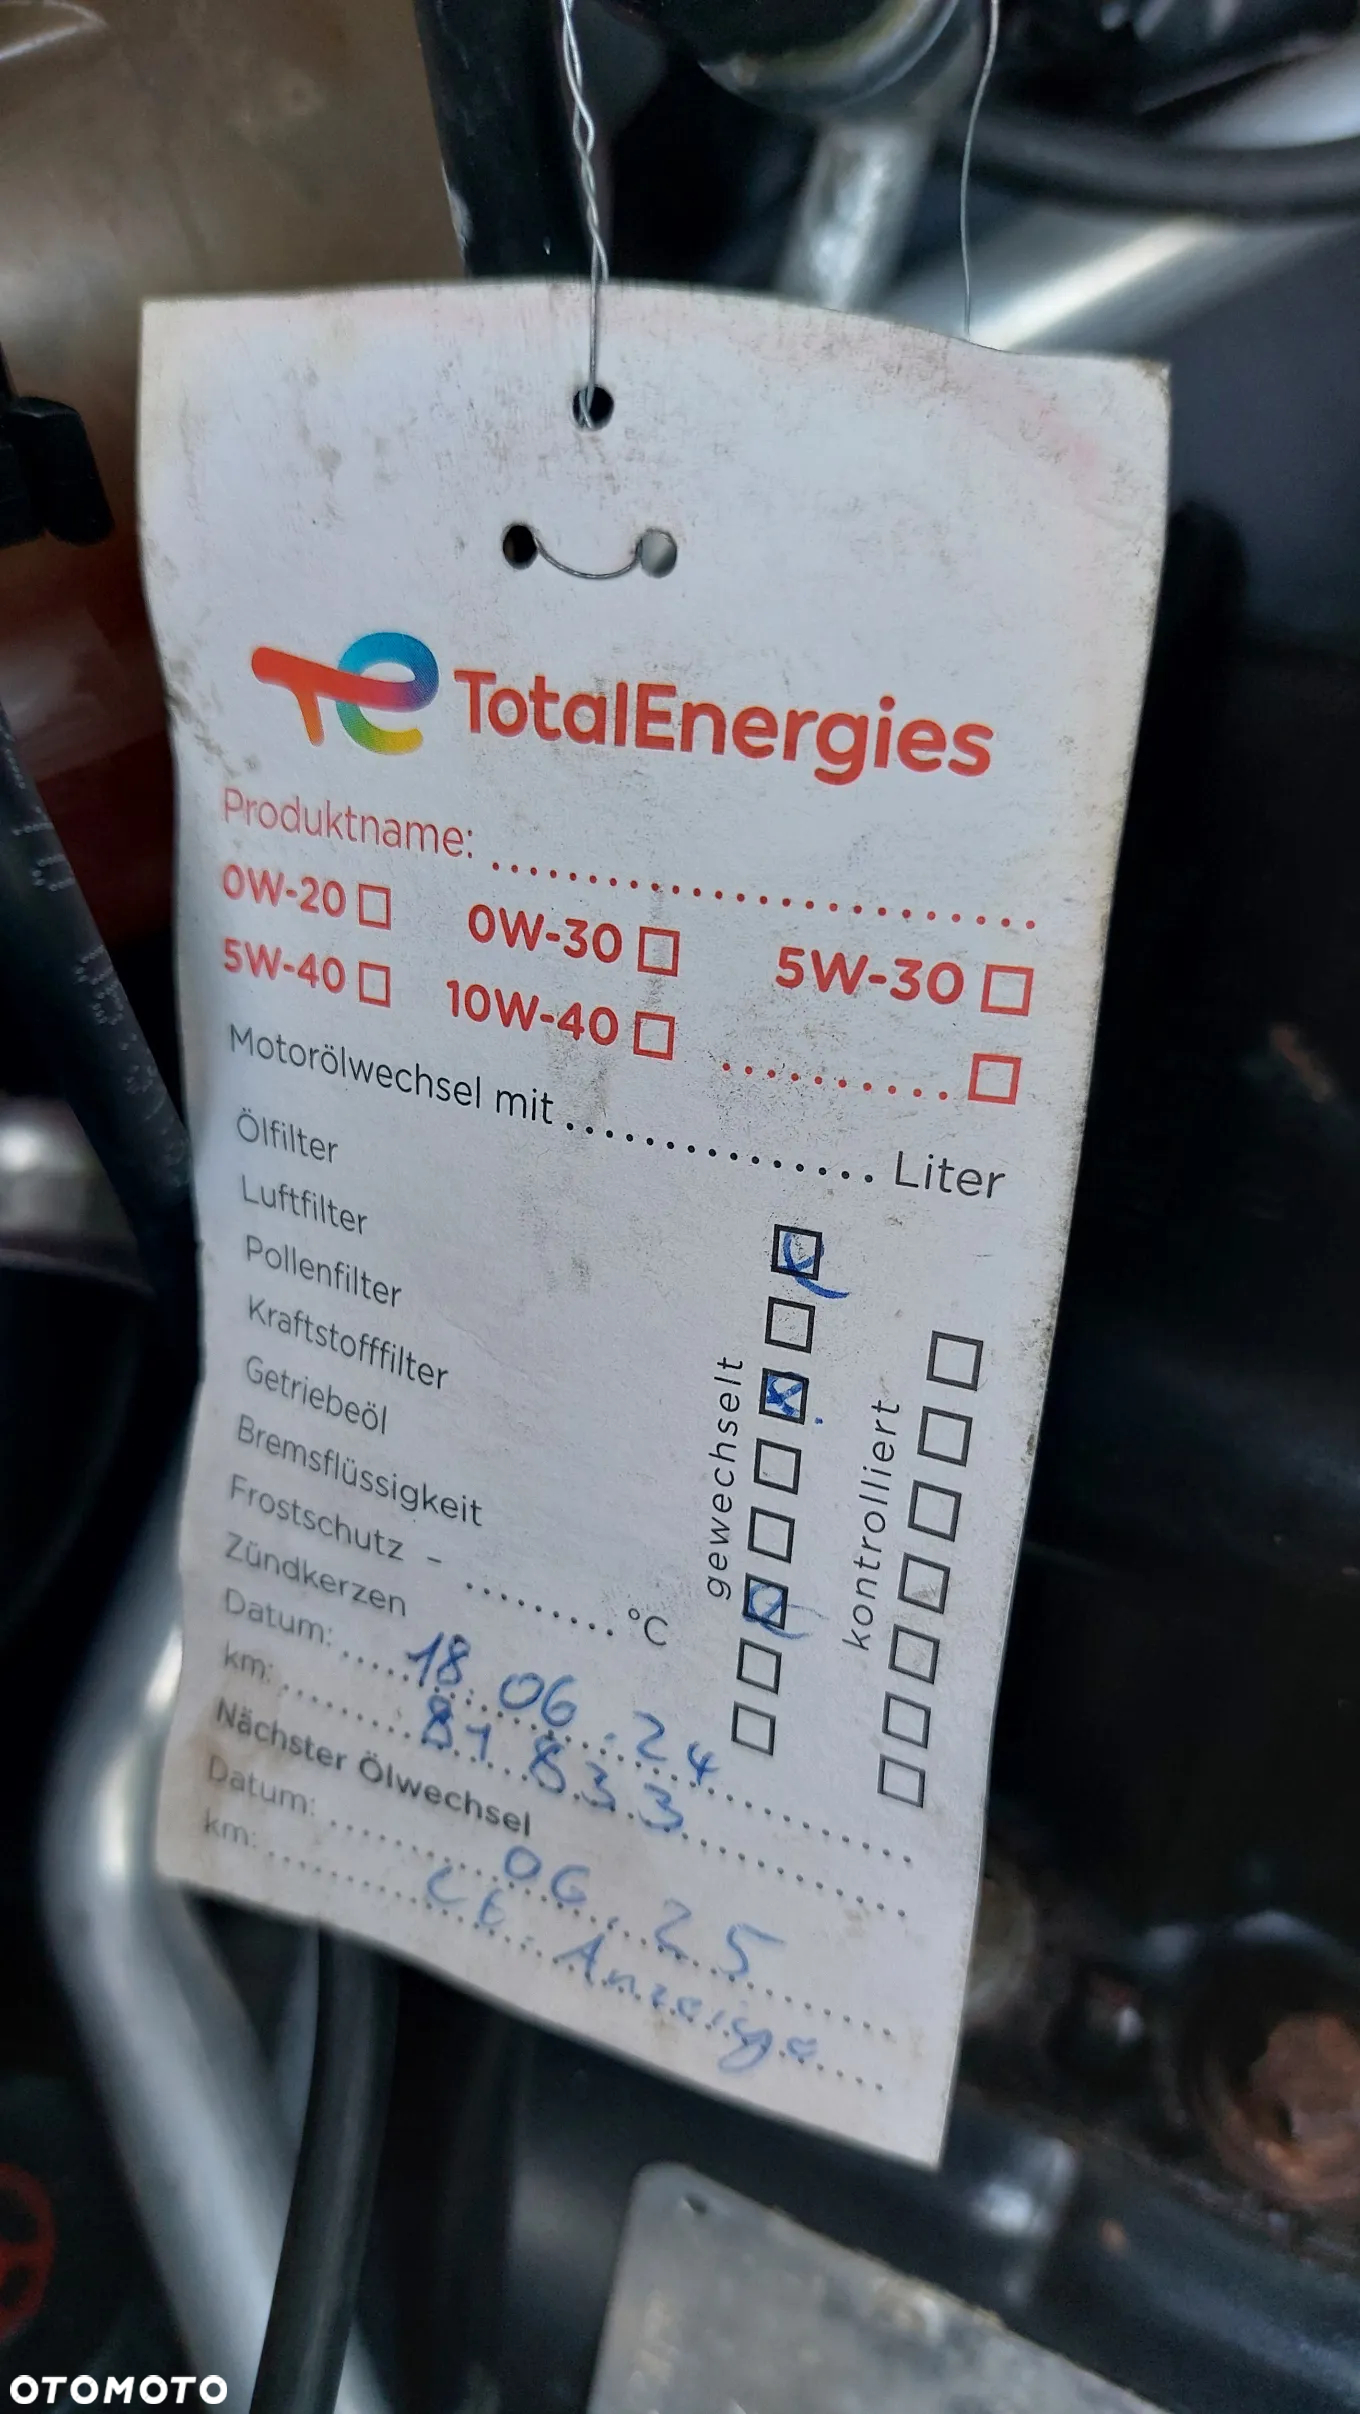 TotalEnergies
Produktname: ........................
0W-20 ☐ 0W-30 ☐ 5W-30 ☐
5W-40 ☐ 10W-40 ☐ .......... ☐
Motorölwechsel mit ............... Liter
Ölfilter
Luftfilter
Pollenfilter
Kraftstofffilter
Getriebeöl
Bremsflüssigkeit
Frostschutz - .......... °C
Zündkerzen
gewechselt
kontrolliert
Datum: 18.06.24
km: 81.833
Nächster Ölwechsel
Datum: 06.25
km: Anzeige
OTOMOTO